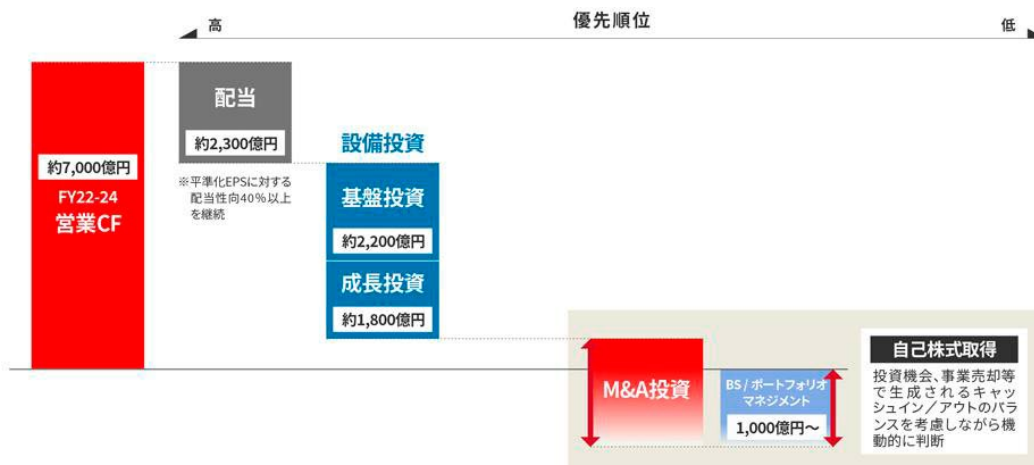 高
優先順位
低
配当
約2,300億円
※平準化EPSに対する
配当性向40%以上
を継続
設備投資
約7,000億円
FY22-24
営業CF
基盤投資
約2,200億円
成長投資
約1,800億円
M&A投資
BS/ポートフォリオ
マネジメント
1,000億円～
自己株式取得
投資機会、事業売却等
で生成されるキャッ
シュイン／アウトのバラ
ンスを考慮しながら機
動的に判断